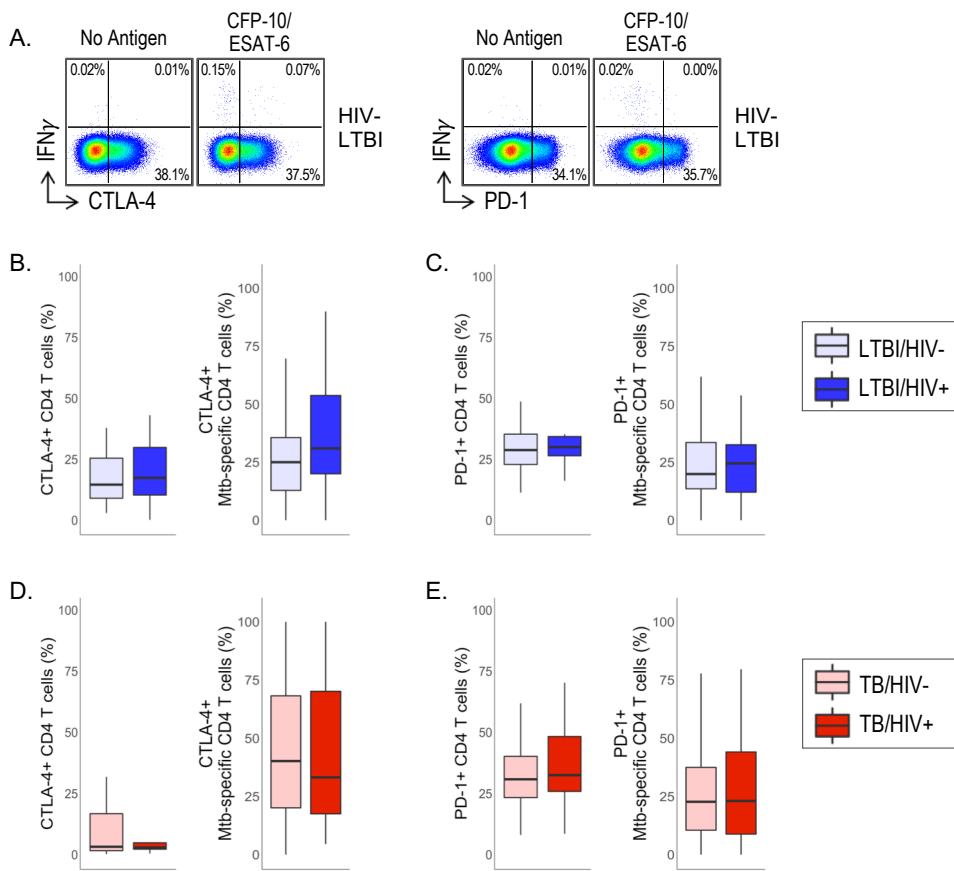 A.
No Antigen
CFP-10/
ESAT-6
0.02%
0.01%
38.1%
0.15%
0.07%
37.5%
IFNγ
CTLA-4
HIV-
LTBI
No Antigen
CFP-10/
ESAT-6
0.02%
0.01%
34.1%
0.02%
0.00%
35.7%
IFNγ
PD-1
HIV-
LTBI
B.
CTLA-4+ CD4 T cells (%)
100
75
50
25
0
CTLA-4+
Mtb-specific CD4 T cells (%)
100
75
50
25
0
C.
PD-1+ CD4 T cells (%)
100
75
50
25
0
PD-1+
Mtb-specific CD4 T cells (%)
100
75
50
25
0
LTBI/HIV-
LTBI/HIV+
D.
CTLA-4+ CD4 T cells (%)
100
75
50
25
0
CTLA-4+
Mtb-specific CD4 T cells (%)
100
75
50
25
0
E.
PD-1+ CD4 T cells (%)
100
75
50
25
0
PD-1+
Mtb-specific CD4 T cells (%)
100
75
50
25
0
TB/HIV-
TB/HIV+